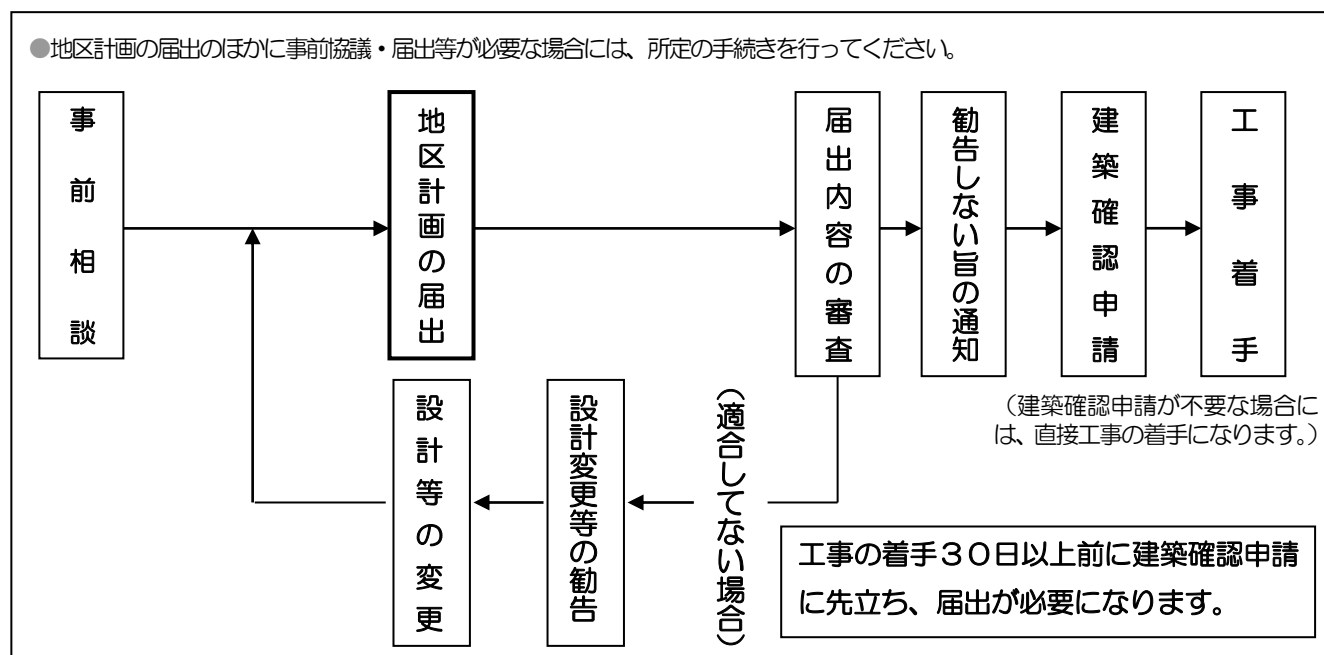 ●地区計画の届出のほかに事前協議・届出等が必要な場合には、所定の手続きを行ってください。
事前相談
地区計画の届出
届出内容の審査
勧告しない旨の通知
建築確認申請
工事着手
（建築確認申請が不要な場合に
は、直接工事の着手になります。）
（適合してない場合）
設計変更等の勧告
設計等の変更
工事の着手３０日以上前に建築確認申請
に先立ち、届出が必要になります。